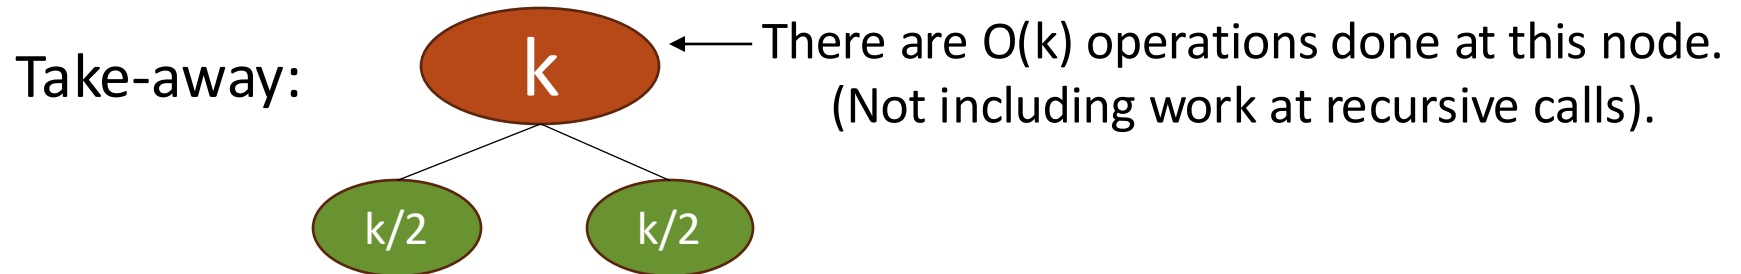 Take-away:
k
There are O(k) operations done at this node.
(Not including work at recursive calls).
k/2
k/2